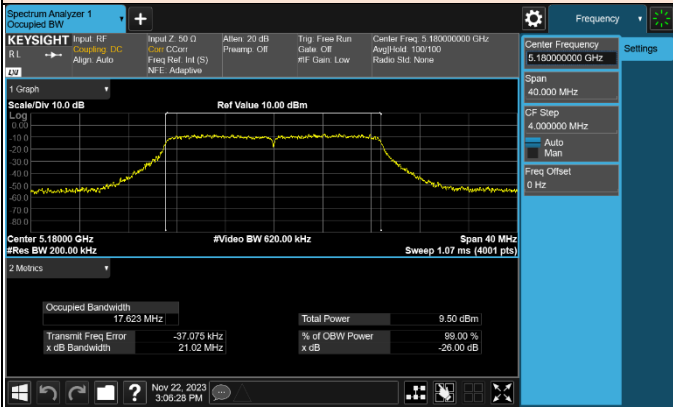 Spectrum Analyzer 1
Occupied BW
Frequency
KEYSIGHT
Input: RF
Coupling: DC
Align: Auto
Input Z: 50 Ω
Corr CCorr
Freq Ref: Int (S)
NFE: Adaptive
Atten: 20 dB
Preamp: Off
Trig: Free Run
Gate: Off
#IF Gain: Low
Center Freq: 5.180000000 GHz
Avg|Hold: 100/100
Radio Std: None
RL
LXI
Center Frequency
5.180000000 GHz
Settings
Span
40.000 MHz
CF Step
4.000000 MHz
Auto
Man
Freq Offset
0 Hz
1 Graph
Scale/Div 10.0 dB
Ref Value 10.00 dBm
Log
0.00
-10.0
-20.0
-30.0
-40.0
-50.0
-60.0
-70.0
-80.0
Center 5.18000 GHz
#Res BW 200.00 kHz
#Video BW 620.00 kHz
Span 40 MHz
Sweep 1.07 ms (4001 pts)
2 Metrics
Occupied Bandwidth
17.623 MHz
Total Power 9.50 dBm
Transmit Freq Error -37.075 kHz
% of OBW Power 99.00 %
x dB Bandwidth 21.02 MHz
x dB -26.00 dB
?
Nov 22, 2023
3:06:28 PM